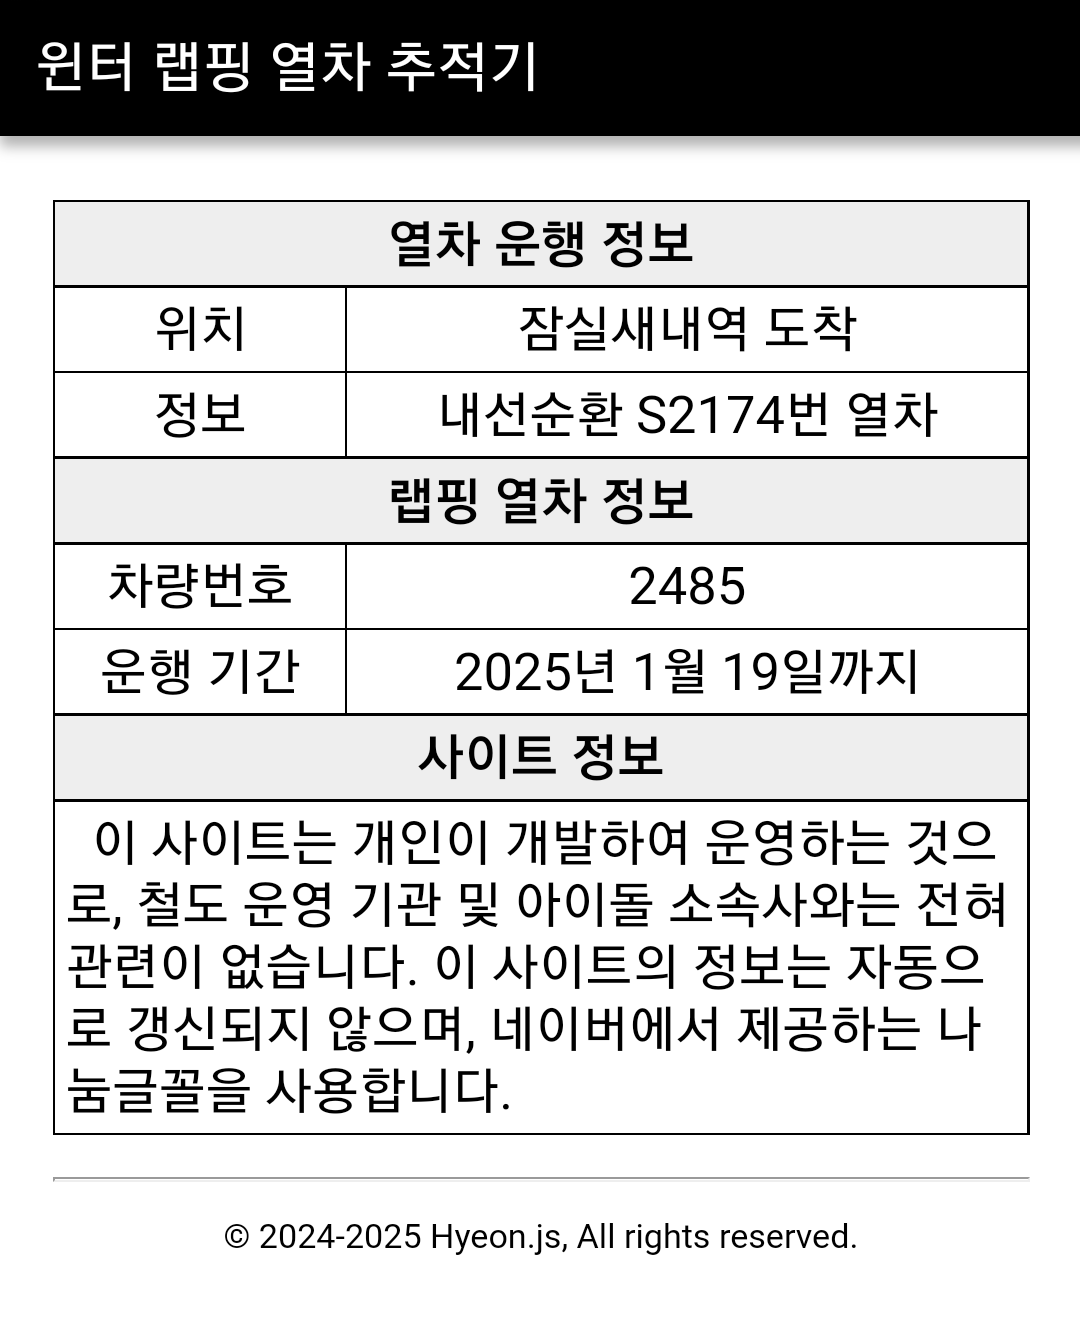 윈터 랩핑 열차 추적기
열차 운행 정보
위치 잠실새내역 도착
정보 내선순환 S2174번 열차
랩핑 열차 정보
차량번호 2485
운행 기간 2025년 1월 19일까지
사이트 정보
이 사이트는 개인이 개발하여 운영하는 것으
로, 철도 운영 기관 및 아이돌 소속사와는 전혀
관련이 없습니다. 이 사이트의 정보는 자동으
로 갱신되지 않으며, 네이버에서 제공하는 나
눔글꼴을 사용합니다.
© 2024-2025 Hyeon.js, All rights reserved.